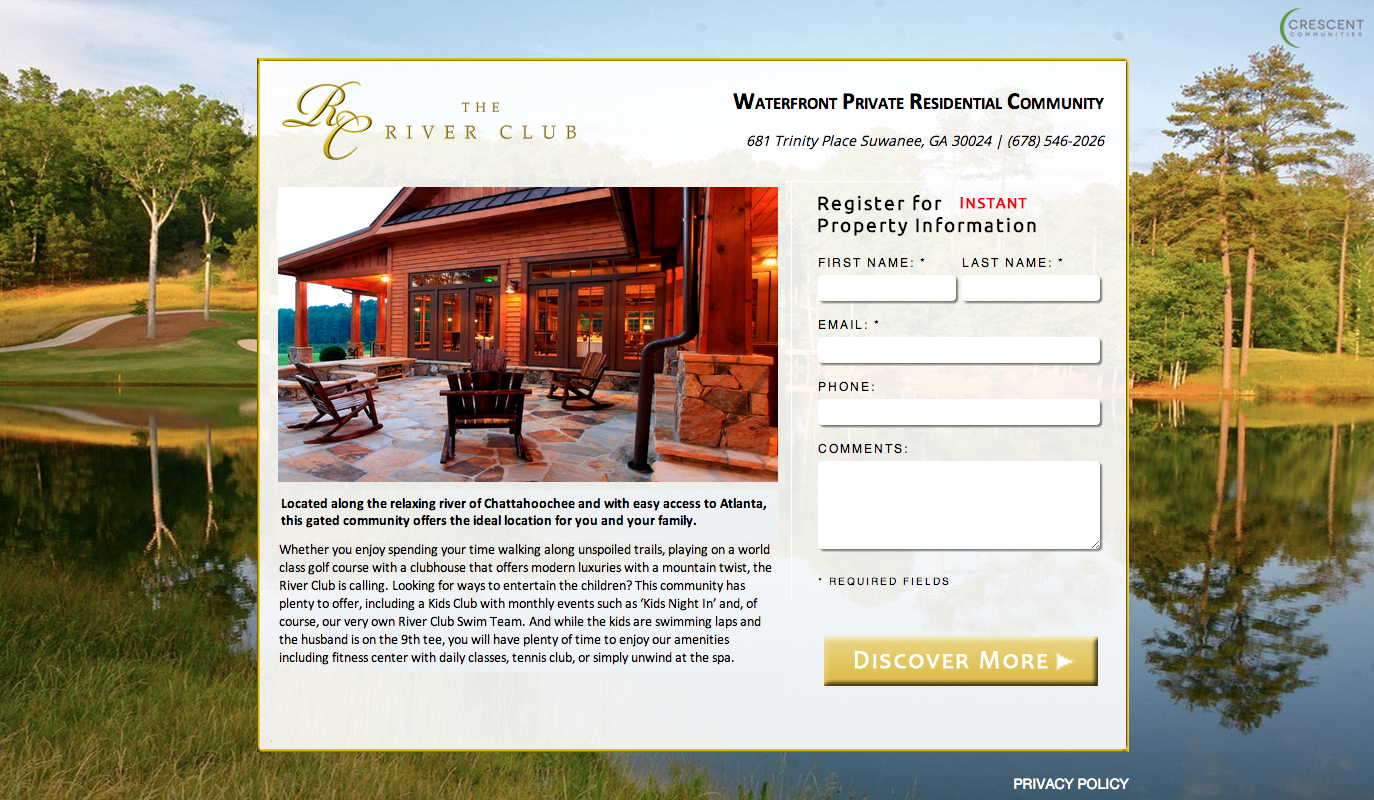 CRESCENT
COMMUNITIES
RC
THE
RIVER CLUB
WATERFRONT PRIVATE RESIDENTIAL COMMUNITY
681 Trinity Place Suwanee, GA 30024 | (678) 546-2026
Register for INSTANT
Property Information
FIRST NAME: * LAST NAME: *
EMAIL: *
PHONE:
COMMENTS:
* REQUIRED FIELDS
DISCOVER MORE
Located along the relaxing river of Chattahoochee and with easy access to Atlanta,
this gated community offers the ideal location for you and your family.
Whether you enjoy spending your time walking along unspoiled trails, playing on a world
class golf course with a clubhouse that offers modern luxuries with a mountain twist, the
River Club is calling. Looking for ways to entertain the children? This community has
plenty to offer, including a Kids Club with monthly events such as ‘Kids Night In’ and, of
course, our very own River Club Swim Team. And while the kids are swimming laps and
the husband is on the 9th tee, you will have plenty of time to enjoy our amenities
including fitness center with daily classes, tennis club, or simply unwind at the spa.
PRIVACY POLICY